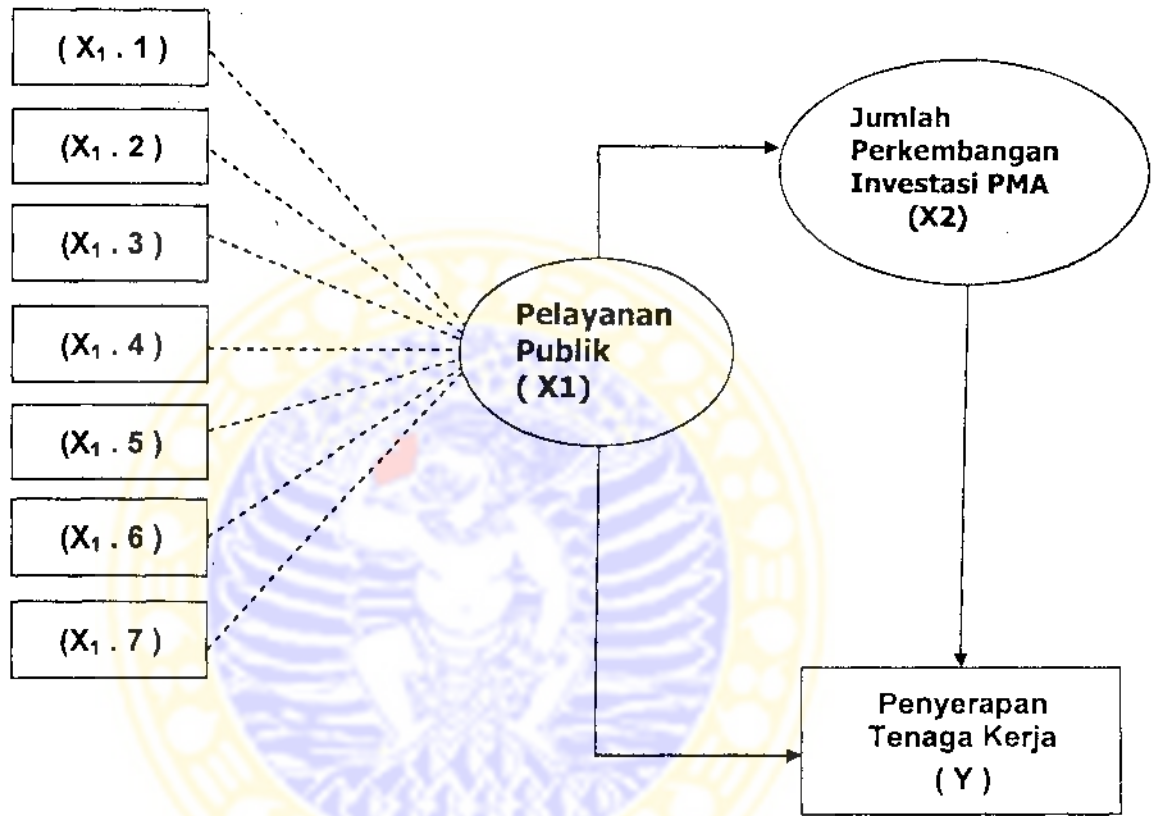 ( X₁ . 1 )
(X₁ . 2 )
(X₁ . 3 )
(X₁ . 4 )
(X₁ . 5 )
(X₁ . 6 )
(X₁ . 7 )
Pelayanan
Publik
( X1)
Jumlah
Perkembangan
Investasi PMA
(X2)
Penyerapan
Tenaga Kerja
( Y )